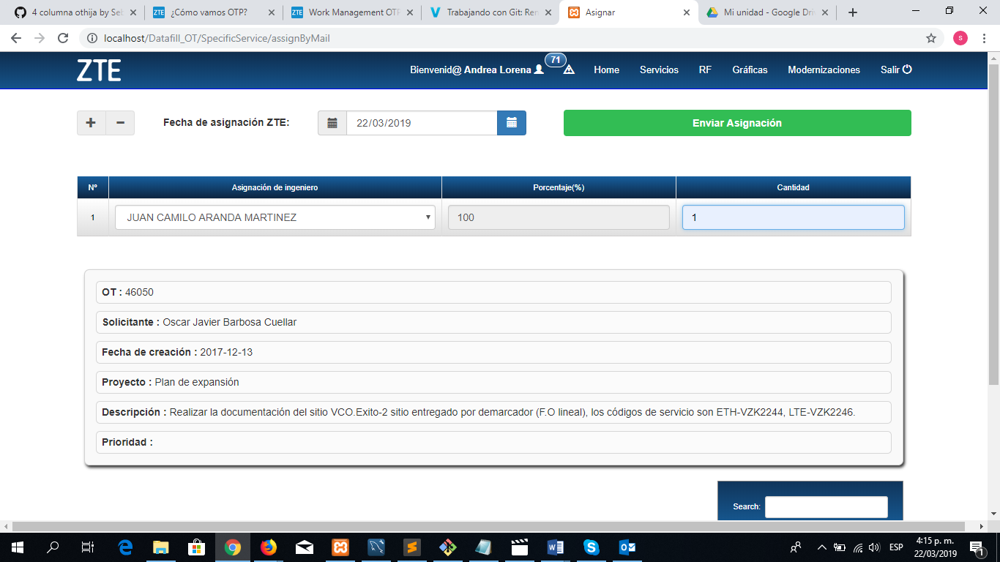 4 columna othija by Se
¿Cómo vamos OTP?
Work Management OTP
Trabajando con Git: Rem
Asignar
Mi unidad - Google Dri
localhost/Datafill_OT/SpecificService/assignByMail
S
ZTE
Bienvenid@ Andrea Lorena
71
Home
Servicios
RF
Gráficas
Modernizaciones
Salir
+ −
Fecha de asignación ZTE:
22/03/2019
Enviar Asignación
Nº
Asignación de ingeniero
Porcentaje(%)
Cantidad
1
JUAN CAMILO ARANDA MARTINEZ
100
1
OT : 46050
Solicitante : Oscar Javier Barbosa Cuellar
Fecha de creación : 2017-12-13
Proyecto : Plan de expansión
Descripción : Realizar la documentación del sitio VCO.Exito-2 sitio entregado por demarcador (F.O lineal), los códigos de servicio son ETH-VZK2244, LTE-VZK2246.
Prioridad :
Search:
ESP
4:15 p. m.
22/03/2019
1